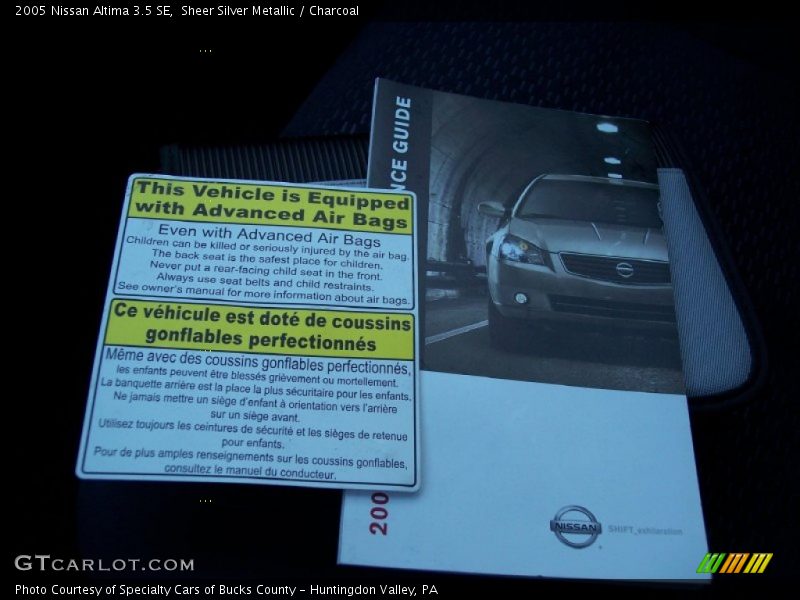 2005 Nissan Altima 3.5 SE,  Sheer Silver Metallic / Charcoal
...
NCE GUIDE
This Vehicle is Equipped
with Advanced Air Bags
Even with Advanced Air Bags
Children can be killed or seriously injured by the air bag.
The back seat is the safest place for children.
Never put a rear-facing child seat in the front.
Always use seat belts and child restraints.
See owner's manual for more information about air bags.
Ce véhicule est doté de coussins
gonflables perfectionnés
Même avec des coussins gonflables perfectionnés,
les enfants peuvent être blessés grièvement ou mortellement.
La banquette arrière est la place la plus sécuritaire pour les enfants.
Ne jamais mettre un siège d'enfant à orientation vers l'arrière
sur un siège avant.
Utilisez toujours les ceintures de sécurité et les sièges de retenue
pour enfants.
Pour de plus amples renseignements sur les coussins gonflables,
consultez le manuel du conducteur.
200
NISSAN
SHIFT_exhilaration
...
GTCARLOT.COM
Photo Courtesy of Specialty Cars of Bucks County - Huntingdon Valley, PA